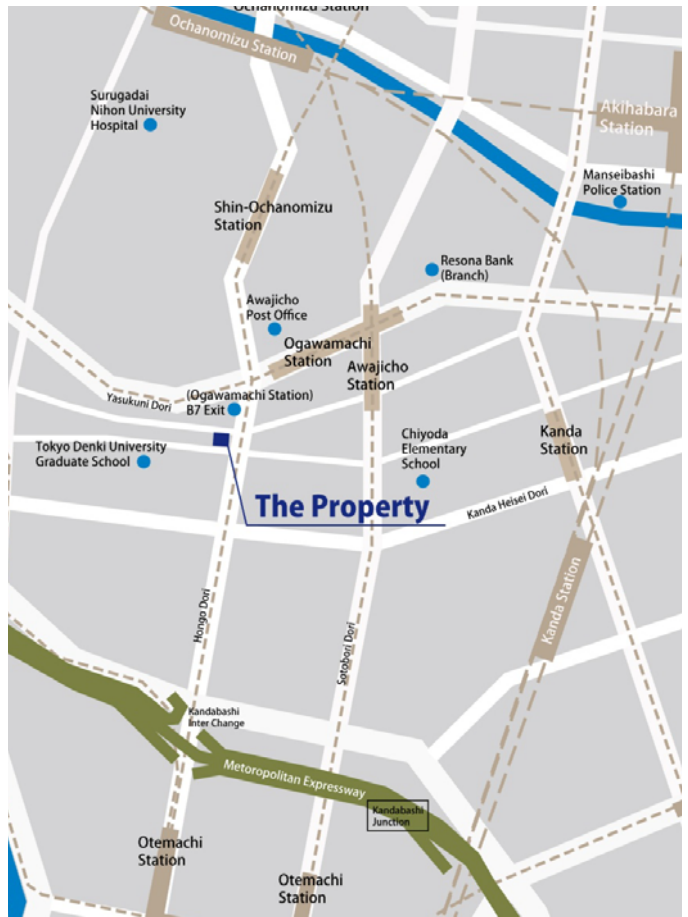 Ochanomizu Station
Ochanomizu Station
Surugadai
Nihon University
Hospital
Akihabara
Station
Manseibashi
Police Station
Shin-Ochanomizu
Station
Resona Bank
(Branch)
Awajicho
Post Office
Ogawamachi
Station
Awajicho
Station
Yasukuni Dori
(Ogawamachi Station)
B7 Exit
Tokyo Denki University
Graduate School
Chiyoda
Elementary
School
Kanda
Station
The Property
Kanda Heisei Dori
Kanda Station
Hongo Dori
Sotobori Dori
Kandabashi
Inter Change
Metoropolitan Expressway
Kandabashi
Junction
Otemachi
Station
Otemachi
Station